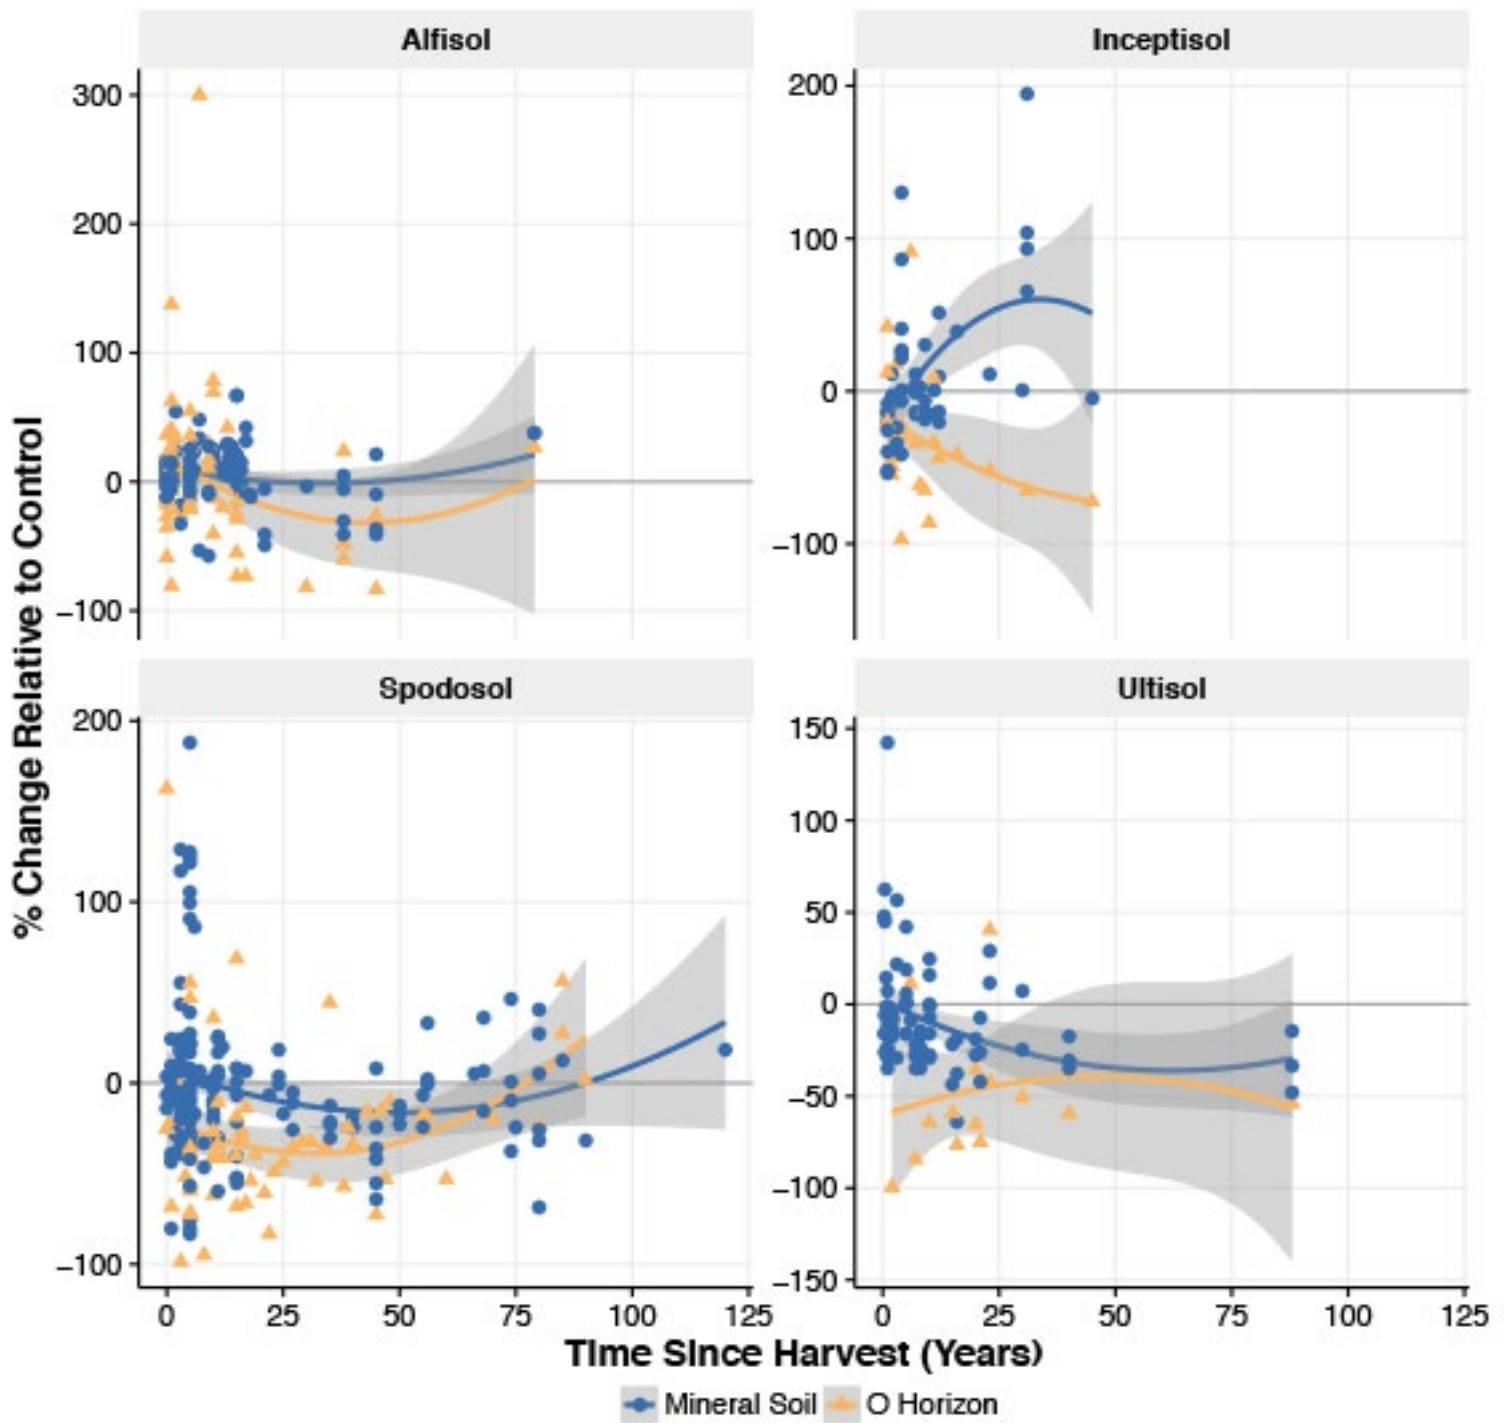 Alfisol
Inceptisol
300
200
100
0
−100
200
100
0
−100
% Change Relative to Control
Spodosol
Ultisol
200
100
0
−100
150
100
50
0
−50
−100
−150
0 25 50 75 100 125
0 25 50 75 100 125
Time Since Harvest (Years)
Mineral Soil O Horizon